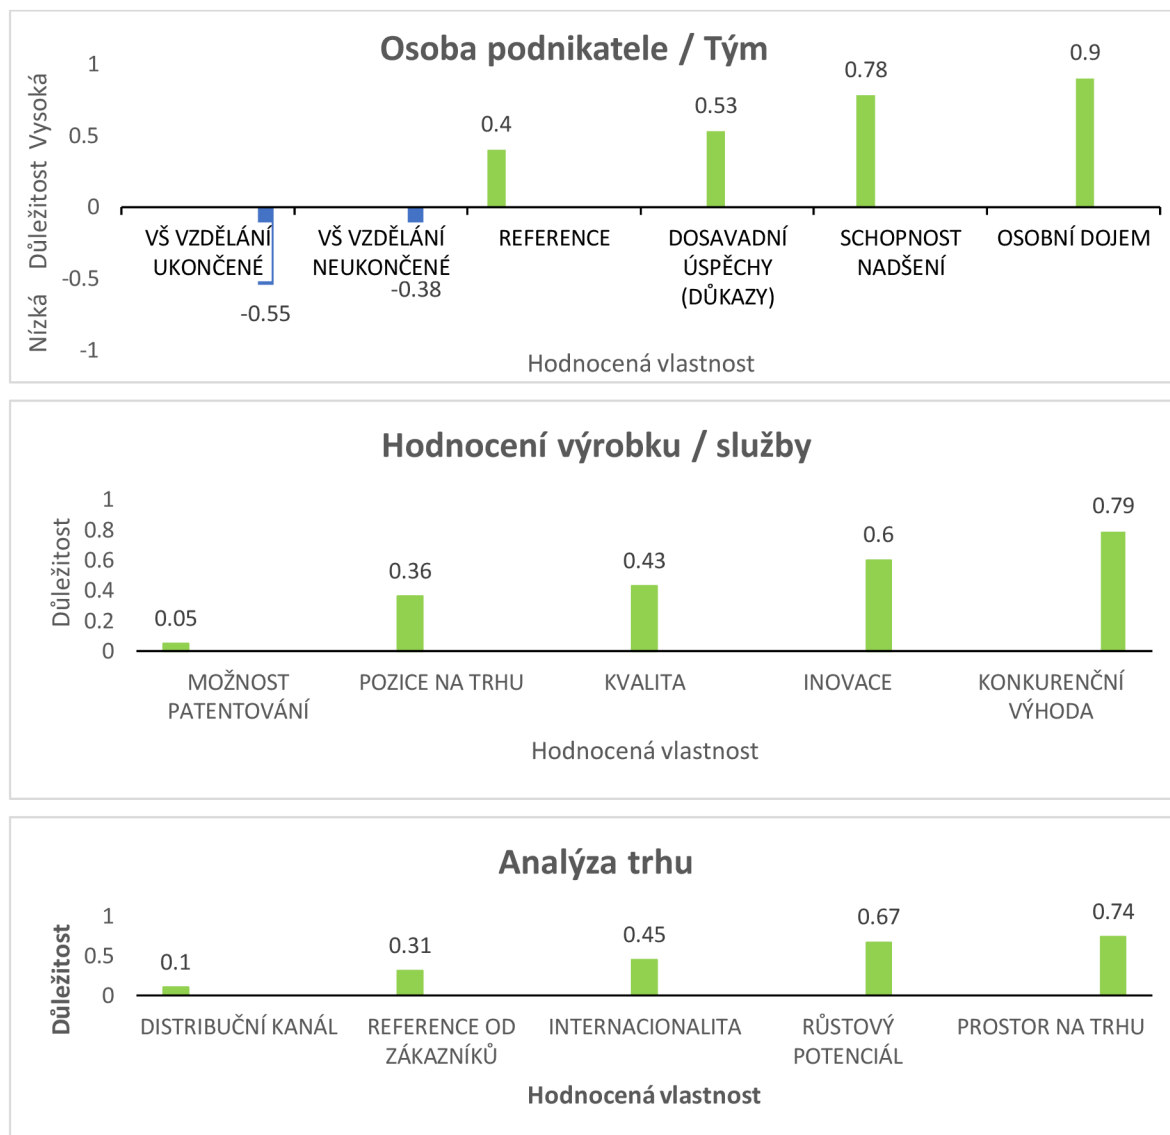 Osoba podnikatele / Tým
Nízká Důležitost Vysoká
1
0.5
0
-0.5
-1
-0.55
-0.38
0.4
0.53
0.78
0.9
VŠ VZDĚLÁNÍ
UKONČENÉ
VŠ VZDĚLÁNÍ
NEUKONČENÉ
REFERENCE
DOSAVADNÍ
ÚSPĚCHY
(DŮKAZY)
SCHOPNOST
NADŠENÍ
OSOBNÍ DOJEM
Hodnocená vlastnost
Hodnocení výrobku / služby
Důležitost
1
0.8
0.6
0.4
0.2
0
0.05
0.36
0.43
0.6
0.79
MOŽNOST
PATENTOVÁNÍ
POZICE NA TRHU
KVALITA
INOVACE
KONKURENČNÍ
VÝHODA
Hodnocená vlastnost
Analýza trhu
Důležitost
1
0.5
0
0.1
0.31
0.45
0.67
0.74
DISTRIBUČNÍ KANÁL
REFERENCE OD
ZÁKAZNÍKŮ
INTERNACIONALITA
RŮSTOVÝ
POTENCIÁL
PROSTOR NA TRHU
Hodnocená vlastnost